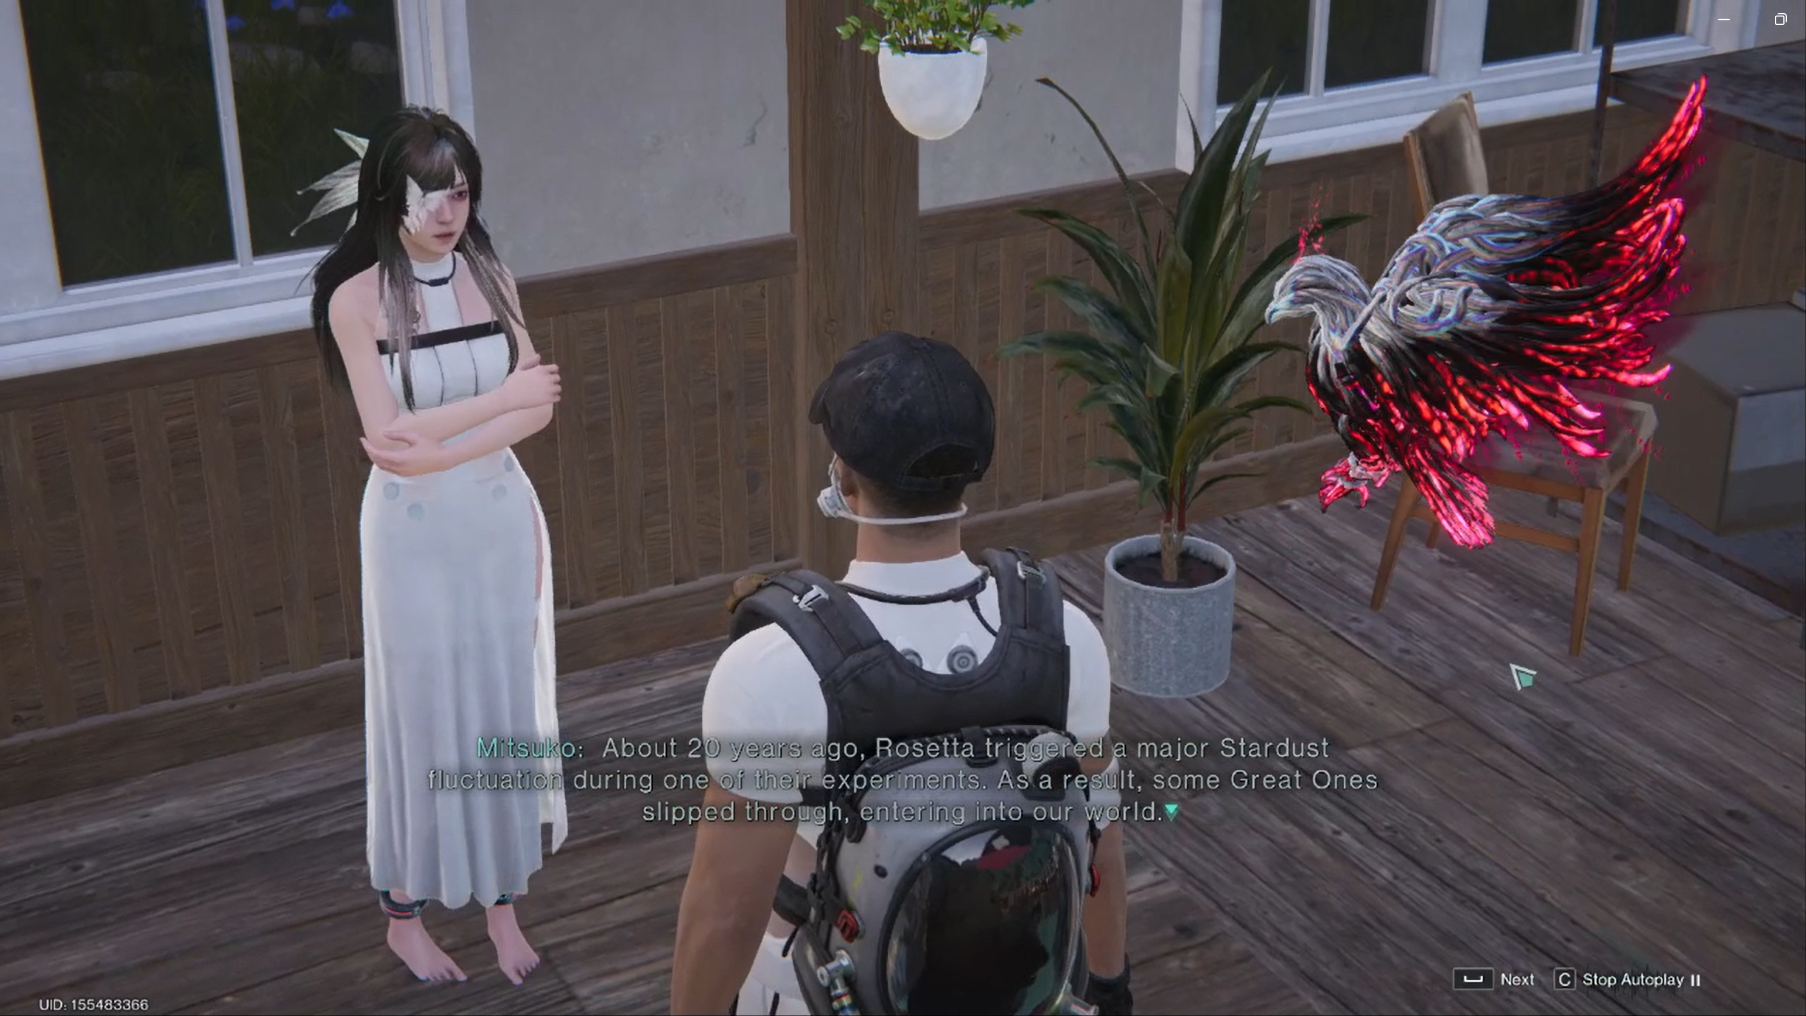 Mitsuko: About 20 years ago, Rosetta triggered a major Stardust
fluctuation during one of their experiments. As a result, some Great Ones
slipped through, entering into our world.
Next C Stop Autoplay
UID: 155483366